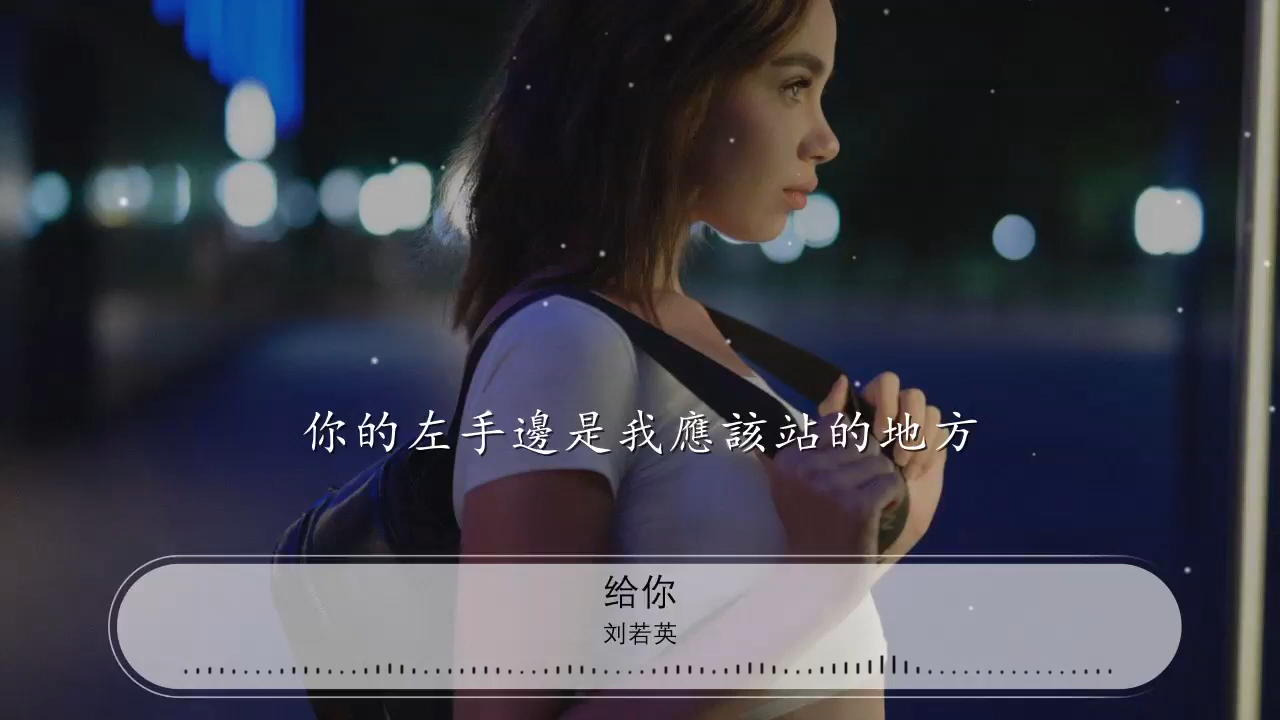 你的左手邊是我應該站的地方
给你
刘若英